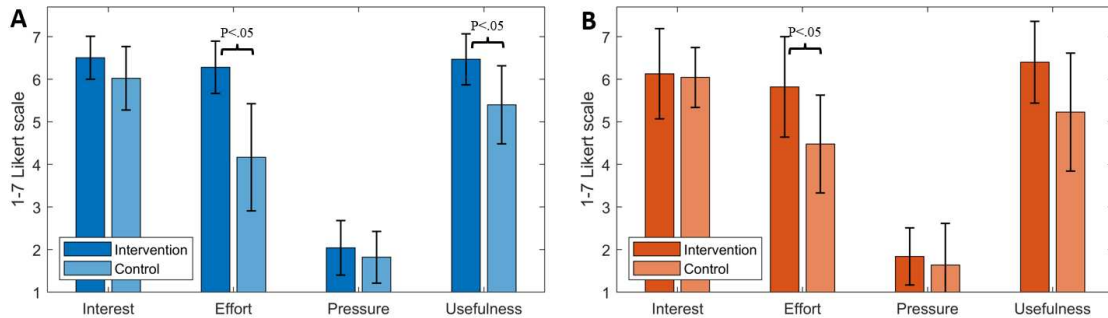 A
P<.05
P<.05
7
6
5
4
3
2
1
1-7 Likert scale
Intervention
Control
Interest
Effort
Pressure
Usefulness
B
P<.05
7
6
5
4
3
2
1
1-7 Likert scale
Intervention
Control
Interest
Effort
Pressure
Usefulness